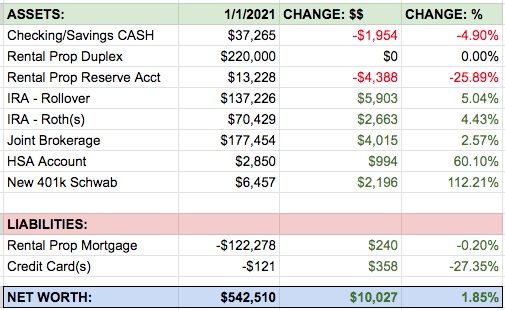 ASSETS: 1/1/2021 CHANGE: $$ CHANGE: %
Checking/Savings CASH $37,265 -$1,954 -4.90%
Rental Prop Duplex $220,000 $0 0.00%
Rental Prop Reserve Acct $13,228 -$4,388 -25.89%
IRA - Rollover $137,226 $5,903 5.04%
IRA - Roth(s) $70,429 $2,663 4.43%
Joint Brokerage $177,454 $4,015 2.57%
HSA Account $2,850 $994 60.10%
New 401k Schwab $6,457 $2,196 112.21%
LIABILITIES:
Rental Prop Mortgage -$122,278 $240 -0.20%
Credit Card(s) -$121 $358 -27.35%
NET WORTH: $542,510 $10,027 1.85%